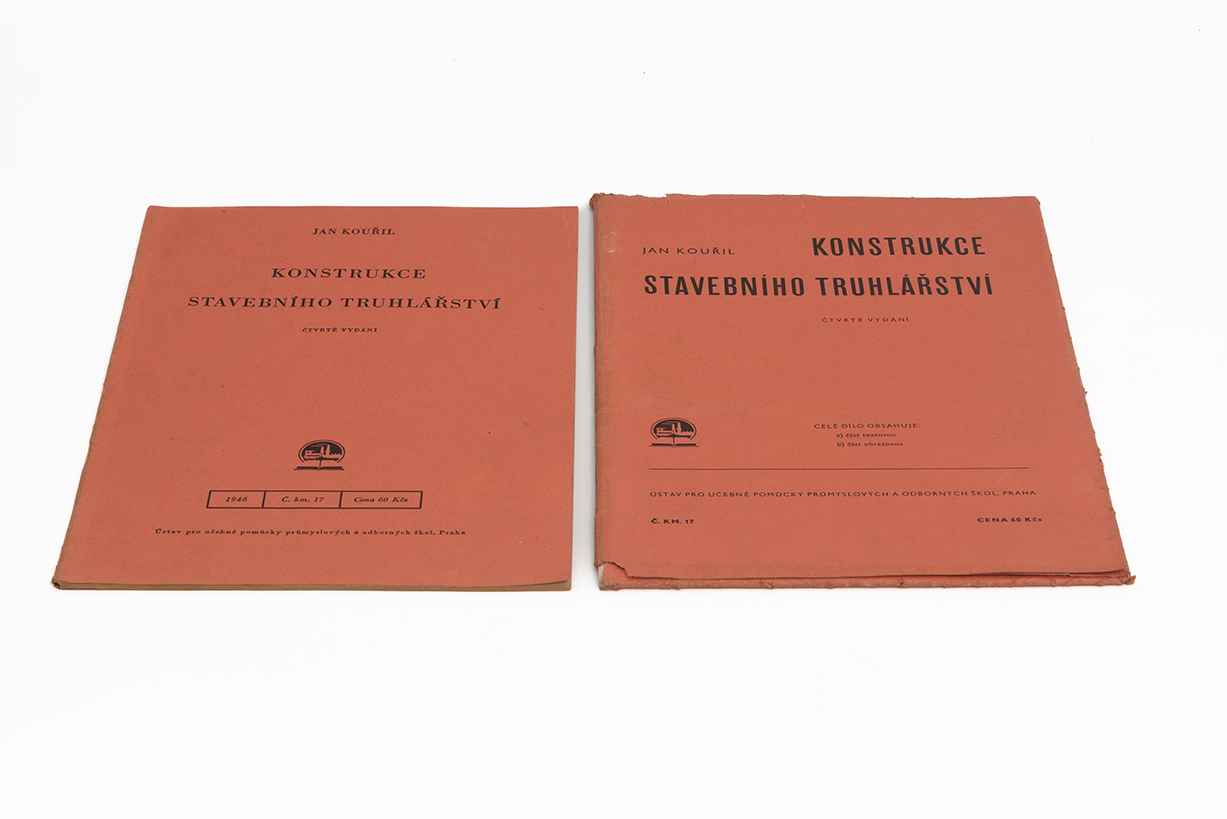 JAN KOUŘIL
KONSTRUKCE
STAVEBNÍHO TRUHLÁŘSTVÍ
ČTVRTÉ VYDÁNÍ
1946 Č. km. 17 Cena 60 Kčs
Ústav pro učebné pomůcky průmyslových a odborných škol, Praha
JAN KOUŘIL KONSTRUKCE
STAVEBNÍHO TRUHLÁŘSTVÍ
ČTVRTÉ VYDÁNÍ
CELÉ DÍLO OBSAHUJE:
a) část textovou
b) část obrazovou
ÚSTAV PRO UČEBNÉ POMŮCKY PRŮMYSLOVÝCH A ODBORNÝCH ŠKOL, PRAHA
Č. KM. 17 CENA 60 Kčs